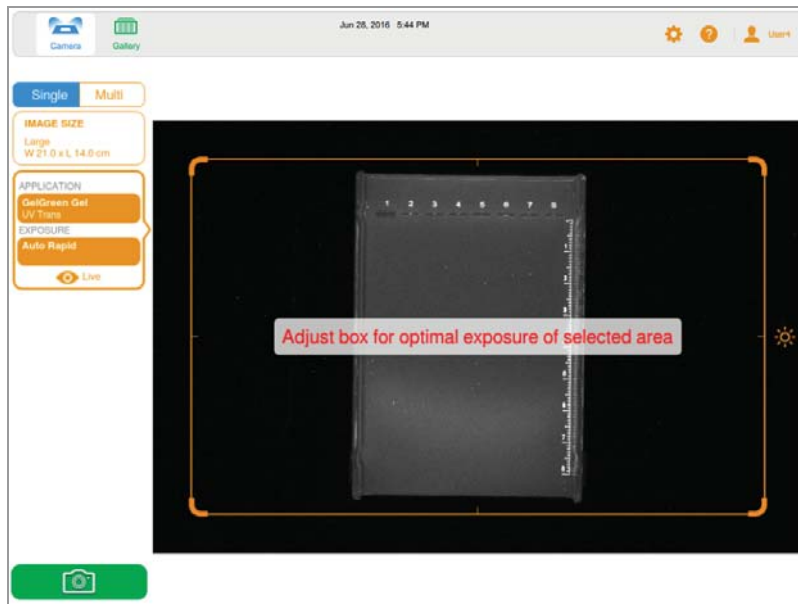 Jun 28, 2016 5:44 PM
Camera
Gallery
?
User4
Single Multi
IMAGE SIZE
Large
W 21.0 x L 14.0 cm
APPLICATION
GelGreen Gel
UV Trans
EXPOSURE
Auto Rapid
Live
1 2 3 4 5 6 7 8
Adjust box for optimal exposure of selected area